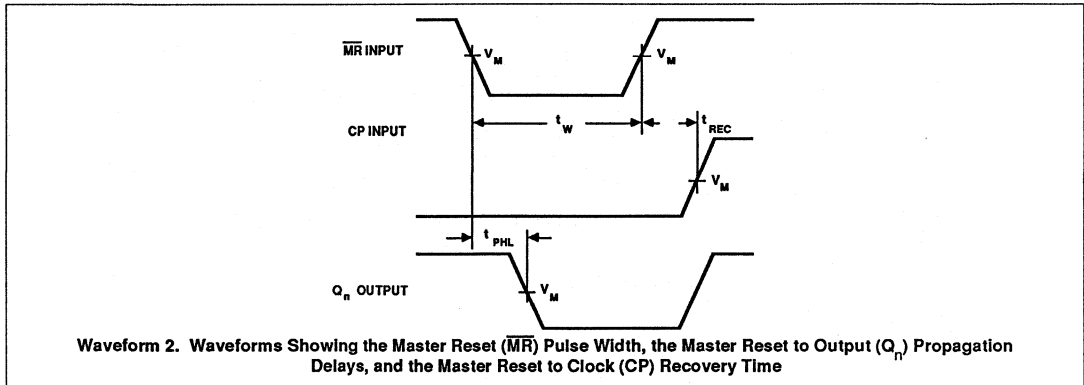 M̅R̅ INPUT
V_M
V_M
t_W
t_REC
CP INPUT
V_M
t_PHL
Q_n OUTPUT
V_M
Waveform 2. Waveforms Showing the Master Reset (M̅R̅) Pulse Width, the Master Reset to Output (Q_n) Propagation
Delays, and the Master Reset to Clock (CP) Recovery Time